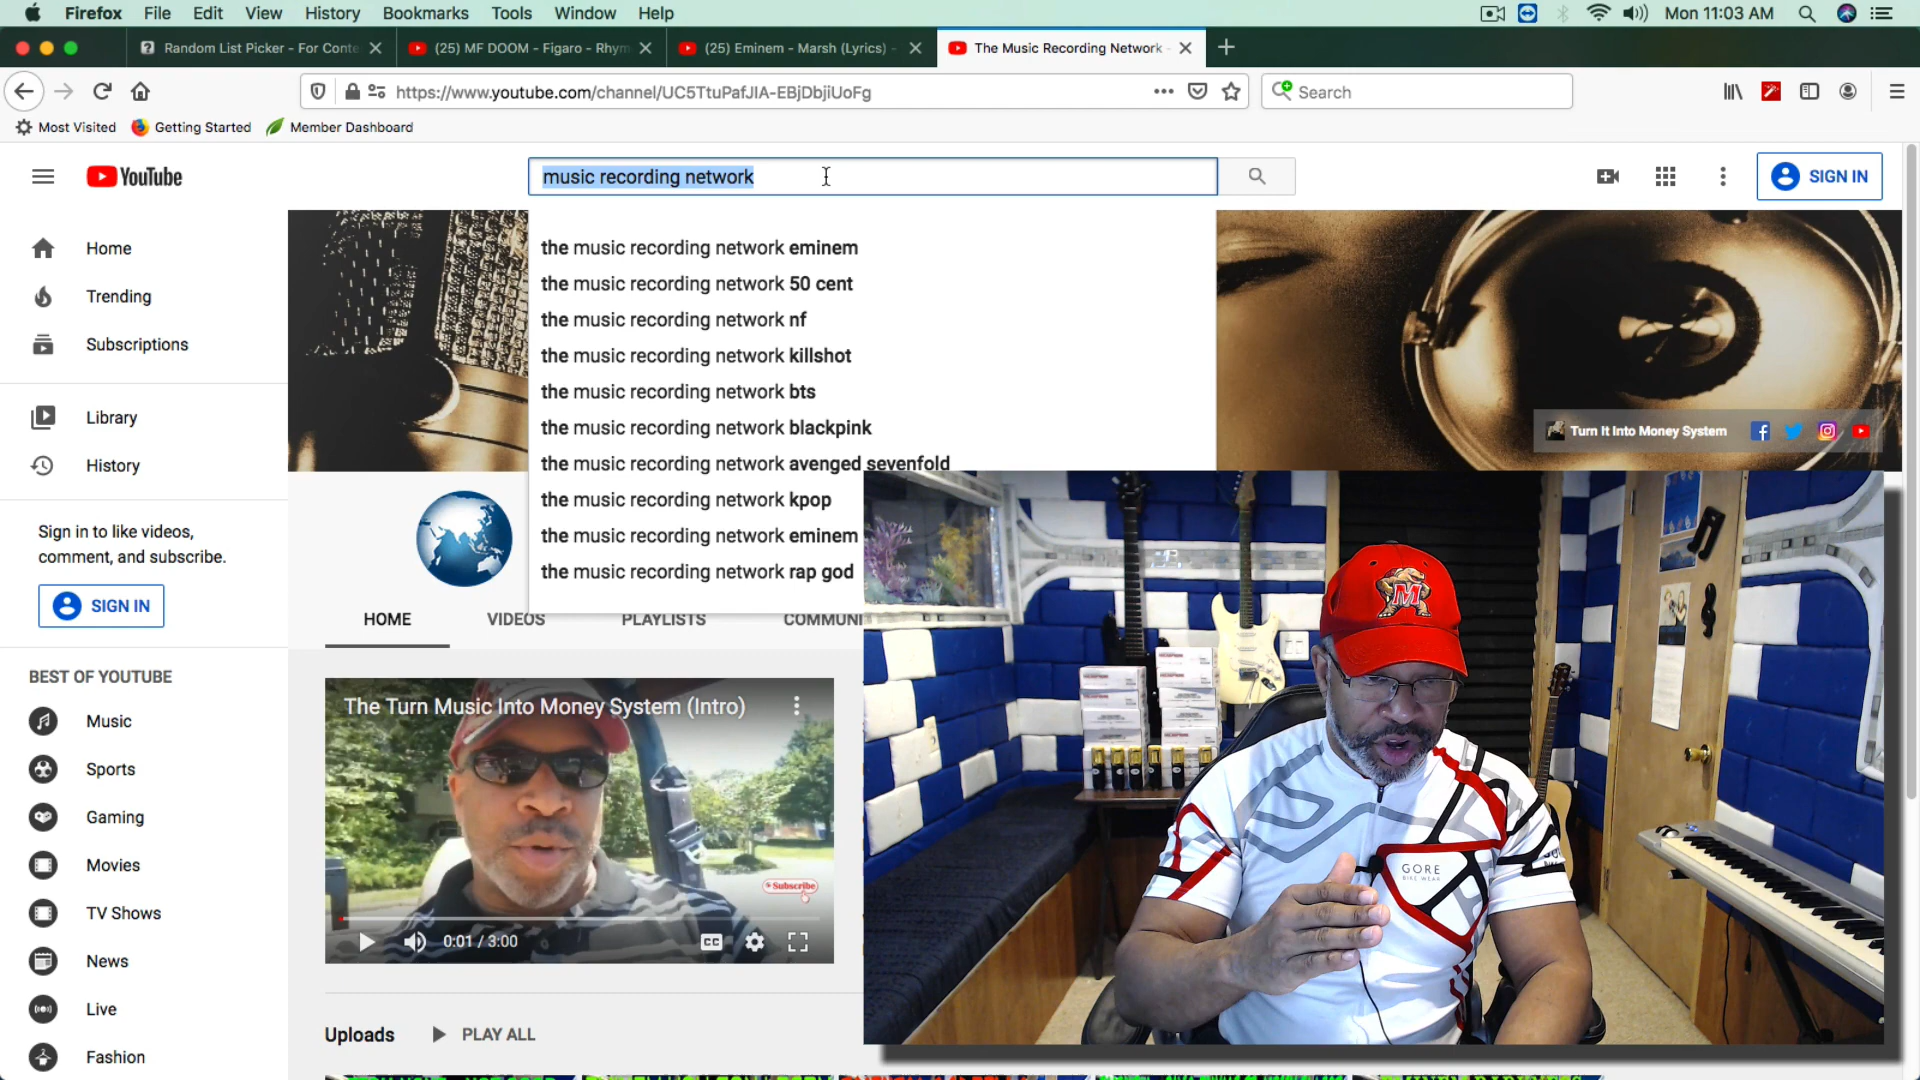 Firefox File Edit View History Bookmarks Tools Window Help Mon 11:03 AM
Random List Picker - For Conte (25) MF DOOM - Figaro - Rhym (25) Eminem - Marsh (Lyrics) - The Music Recording Network -
https://www.youtube.com/channel/UC5TtuPafJIA-EBjDbjiUoFg Search
Most Visited Getting Started Member Dashboard
YouTube music recording network SIGN IN
Home
Trending
Subscriptions
Library
History
Sign in to like videos,
comment, and subscribe.
SIGN IN
BEST OF YOUTUBE
Music
Sports
Gaming
Movies
TV Shows
News
Live
Fashion
the music recording network eminem
the music recording network 50 cent
the music recording network nf
the music recording network killshot
the music recording network bts
the music recording network blackpink
the music recording network avenged sevenfold
the music recording network kpop
the music recording network eminem
the music recording network rap god
Turn It Into Money System
HOME VIDEOS PLAYLISTS COMMUNI
The Turn Music Into Money System (Intro)
Subscribe
0:01 / 3:00 CC
Uploads PLAY ALL
M
GORE
BIKE WEAR